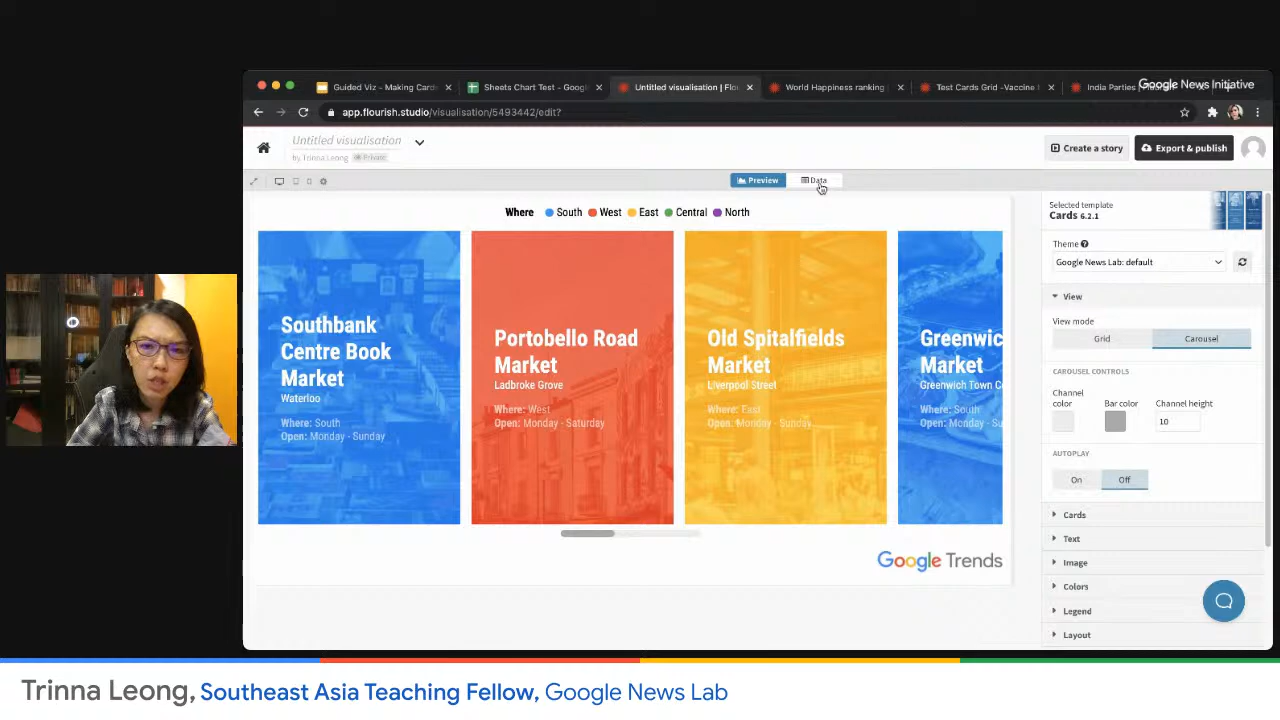 Guided Viz - Making Card
Sheets Chart Test - Googl
Untitled visualisation | Flo
World Happiness ranking
Test Cards Grid -Vaccine
India Parties
Google News Initiative
app.flourish.studio/visualisation/5493442/edit?
Untitled visualisation
by Trinna Leong
Private
Create a story
Export & publish
Preview
Data
Where South West East Central North
Southbank
Centre Book
Market
Waterloo
Where: South
Open: Monday - Sunday
Portobello Road
Market
Ladbroke Grove
Where: West
Open: Monday - Saturday
Old Spitalfields
Market
Liverpool Street
Where: East
Open: Monday - Sunday
Greenwic
Market
Greenwich Town C
Where: South
Open: Monday - Su
Google Trends
Selected template
Cards 6.2.1
Theme
Google News Lab: default
View
View mode
Grid
Carousel
CAROUSEL CONTROLS
Channel
color
Bar color
Channel height
10
AUTOPLAY
On
Off
Cards
Text
Image
Colors
Legend
Layout
Trinna Leong, Southeast Asia Teaching Fellow, Google News Lab